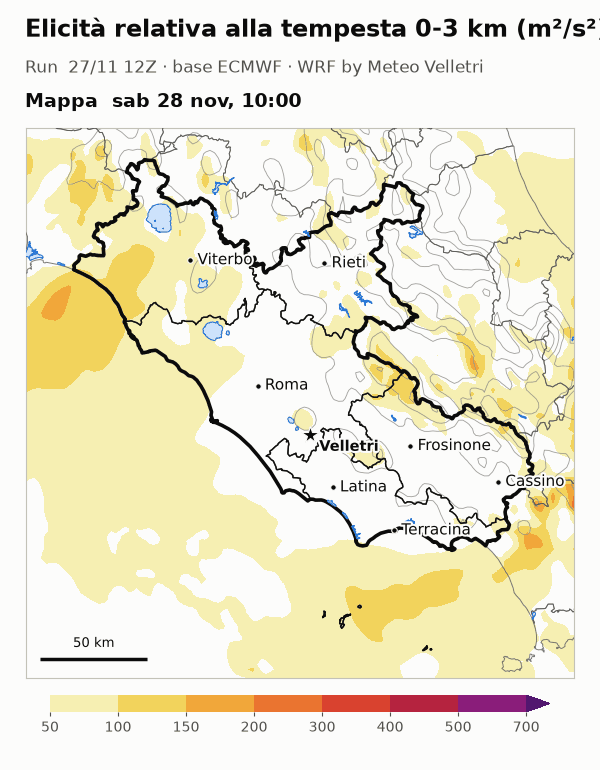 Elicità relativa alla tempesta 0-3 km (m²/s²)
Run 27/11 12Z · base ECMWF · WRF by Meteo Velletri
Mappa sab 28 nov, 10:00
Viterbo
Rieti
Roma
Velletri
Frosinone
Latina
Cassino
Terracina
50 km
50 100 150 200 300 400 500 700